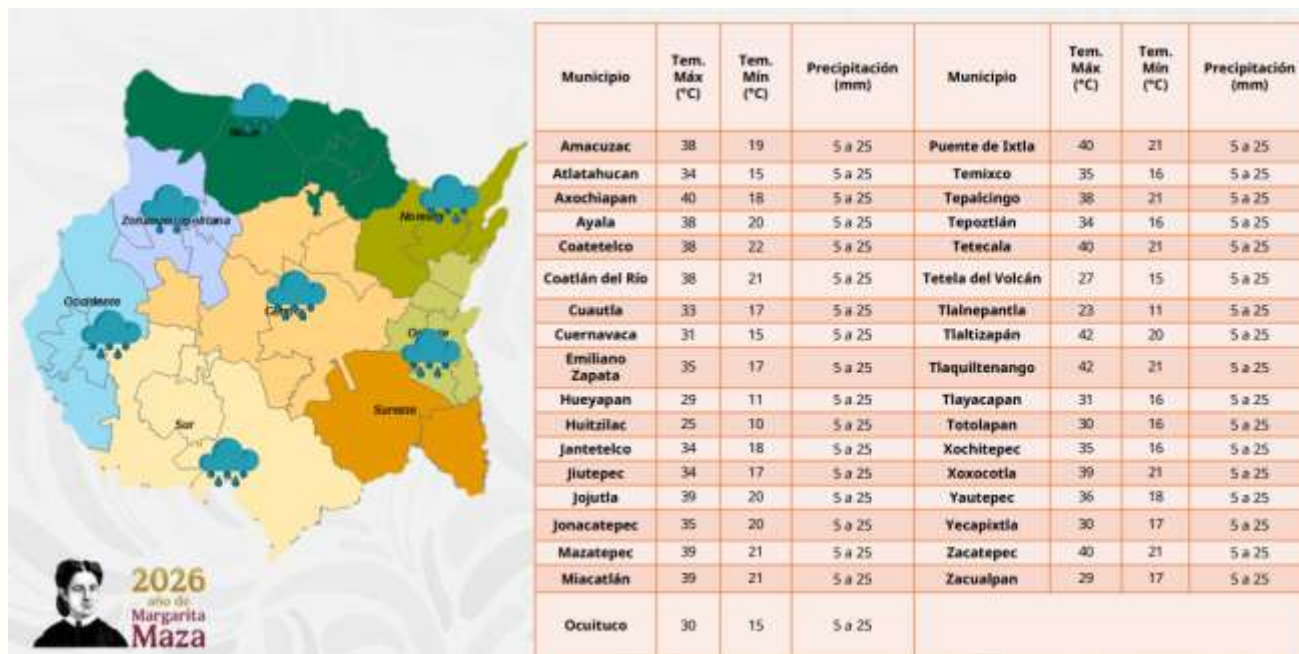 Zona metropolitana
Noreste
Occidente
Sur
Sureste
2026
año de
Margarita
Maza
Municipio Tem. Máx (°C) Tem. Mín (°C) Precipitación (mm) Municipio Tem. Máx (°C) Tem. Mín (°C) Precipitación (mm)
Amacuzac 38 19 5 a 25 Puente de Ixtla 40 21 5 a 25
Atlatahucan 34 15 5 a 25 Temixco 35 16 5 a 25
Axochiapan 40 18 5 a 25 Tepalcingo 38 21 5 a 25
Ayala 38 20 5 a 25 Tepoztlán 34 16 5 a 25
Coatetelco 38 22 5 a 25 Tetecala 40 21 5 a 25
Coatlán del Río 38 21 5 a 25 Tetela del Volcán 27 15 5 a 25
Cuautla 33 17 5 a 25 Tlalnepantla 23 11 5 a 25
Cuernavaca 31 15 5 a 25 Tlaltizapán 42 20 5 a 25
Emiliano Zapata 35 17 5 a 25 Tlaquiltenango 42 21 5 a 25
Hueyapan 29 11 5 a 25 Tlayacapan 31 16 5 a 25
Huitzilac 25 10 5 a 25 Totolapan 30 16 5 a 25
Jantetelco 34 18 5 a 25 Xochitepec 35 16 5 a 25
Jiutepec 34 17 5 a 25 Xoxocotla 39 21 5 a 25
Jojutla 39 20 5 a 25 Yautepec 36 18 5 a 25
Jonacatepec 35 20 5 a 25 Yecapixtla 30 17 5 a 25
Mazatepec 39 21 5 a 25 Zacatepec 40 21 5 a 25
Miacatlán 39 21 5 a 25 Zacualpan 29 17 5 a 25
Ocuituco 30 15 5 a 25